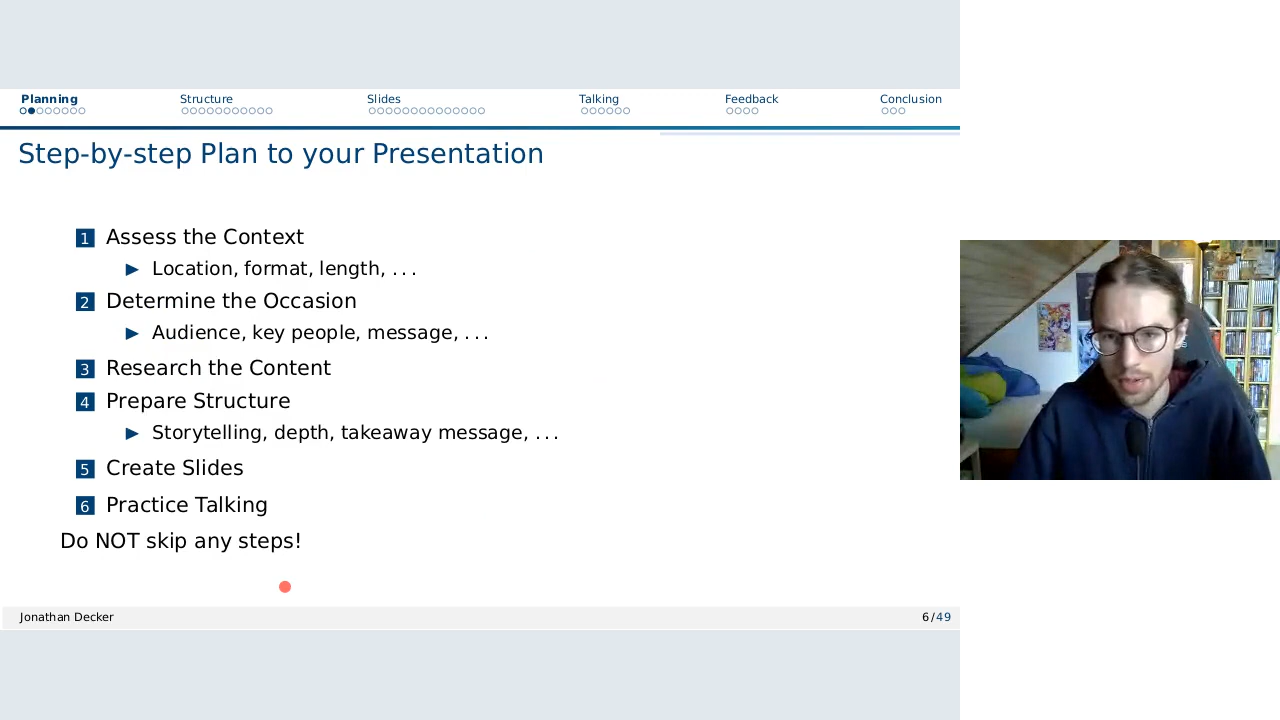 Planning Structure Slides Talking Feedback Conclusion
Step-by-step Plan to your Presentation
1 Assess the Context
Location, format, length, ...
2 Determine the Occasion
Audience, key people, message, ...
3 Research the Content
4 Prepare Structure
Storytelling, depth, takeaway message, ...
5 Create Slides
6 Practice Talking
Do NOT skip any steps!
Jonathan Decker 6/49